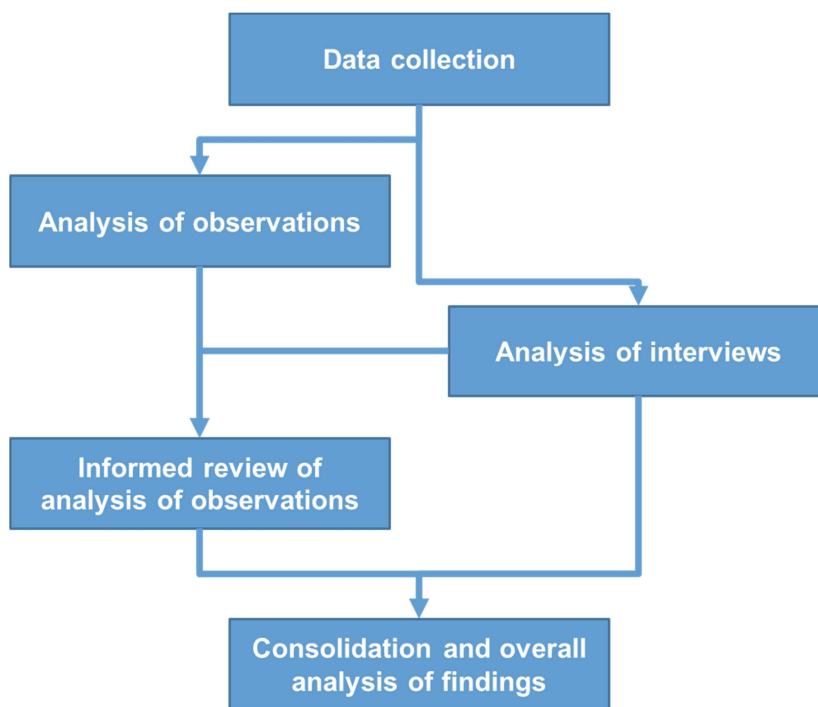 Data collection
Analysis of observations
Analysis of interviews
Informed review of
analysis of observations
Consolidation and overall
analysis of findings